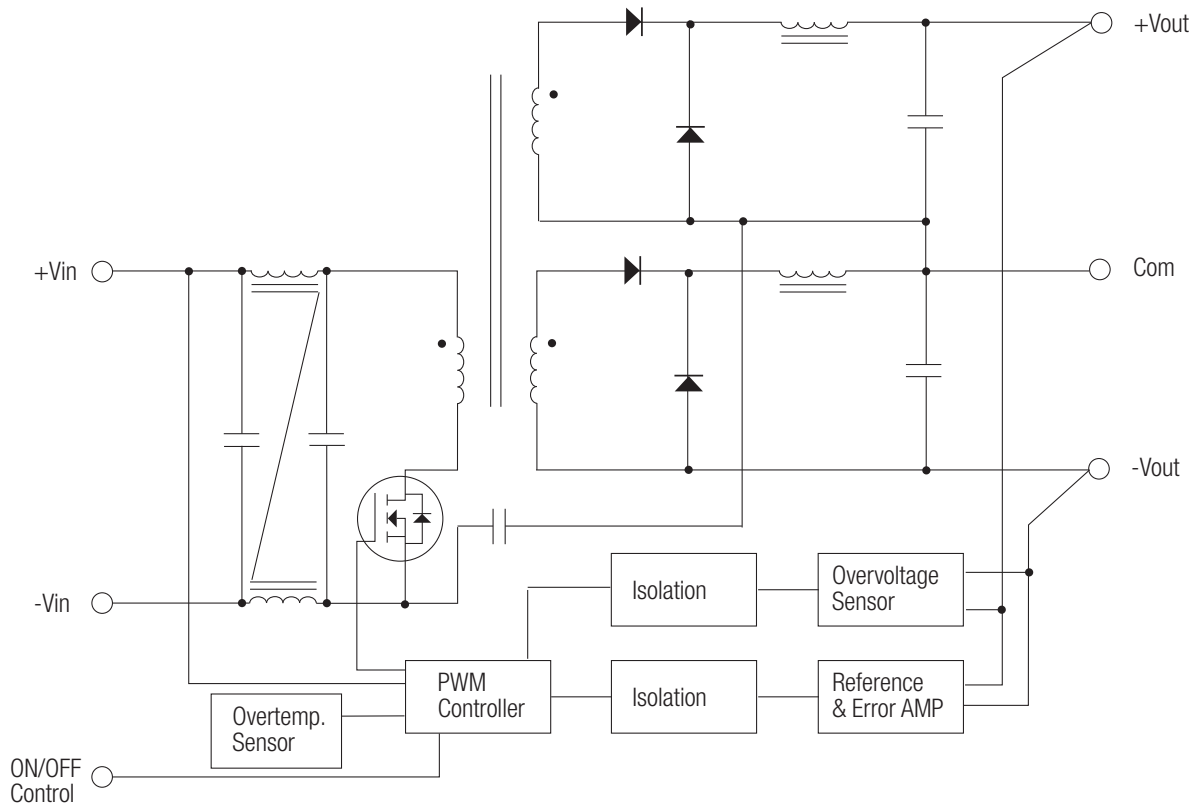 +Vout
+Vin
Com
-Vout
-Vin
Isolation
Overvoltage
Sensor
PWM
Controller
Isolation
Reference
& Error AMP
Overtemp.
Sensor
ON/OFF
Control